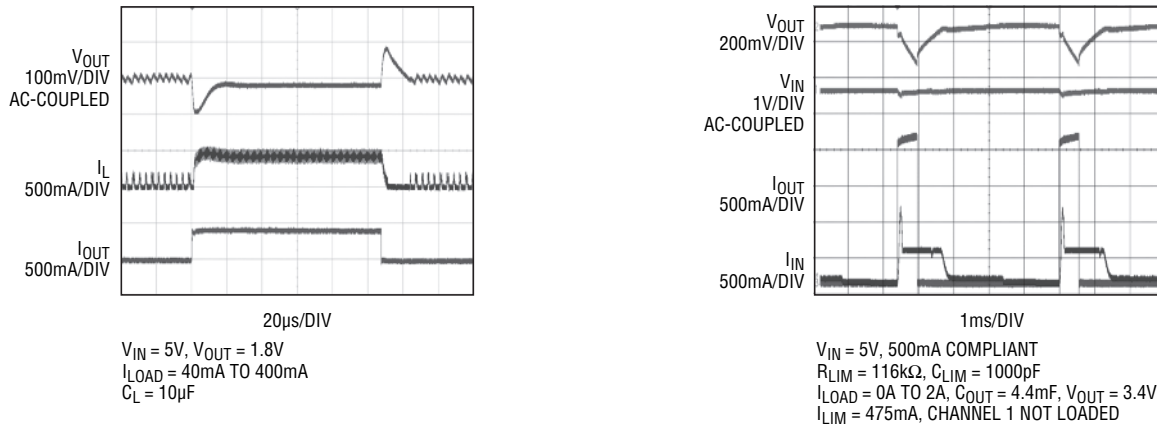 VOUT
100mV/DIV
AC-COUPLED
IL
500mA/DIV
IOUT
500mA/DIV
20µs/DIV
VIN = 5V, VOUT = 1.8V
ILOAD = 40mA TO 400mA
CL = 10µF
VOUT
200mV/DIV
VIN
1V/DIV
AC-COUPLED
IOUT
500mA/DIV
IIN
500mA/DIV
1ms/DIV
VIN = 5V, 500mA COMPLIANT
RLIM = 116kΩ, CLIM = 1000pF
ILOAD = 0A TO 2A, COUT = 4.4mF, VOUT = 3.4V
ILIM = 475mA, CHANNEL 1 NOT LOADED